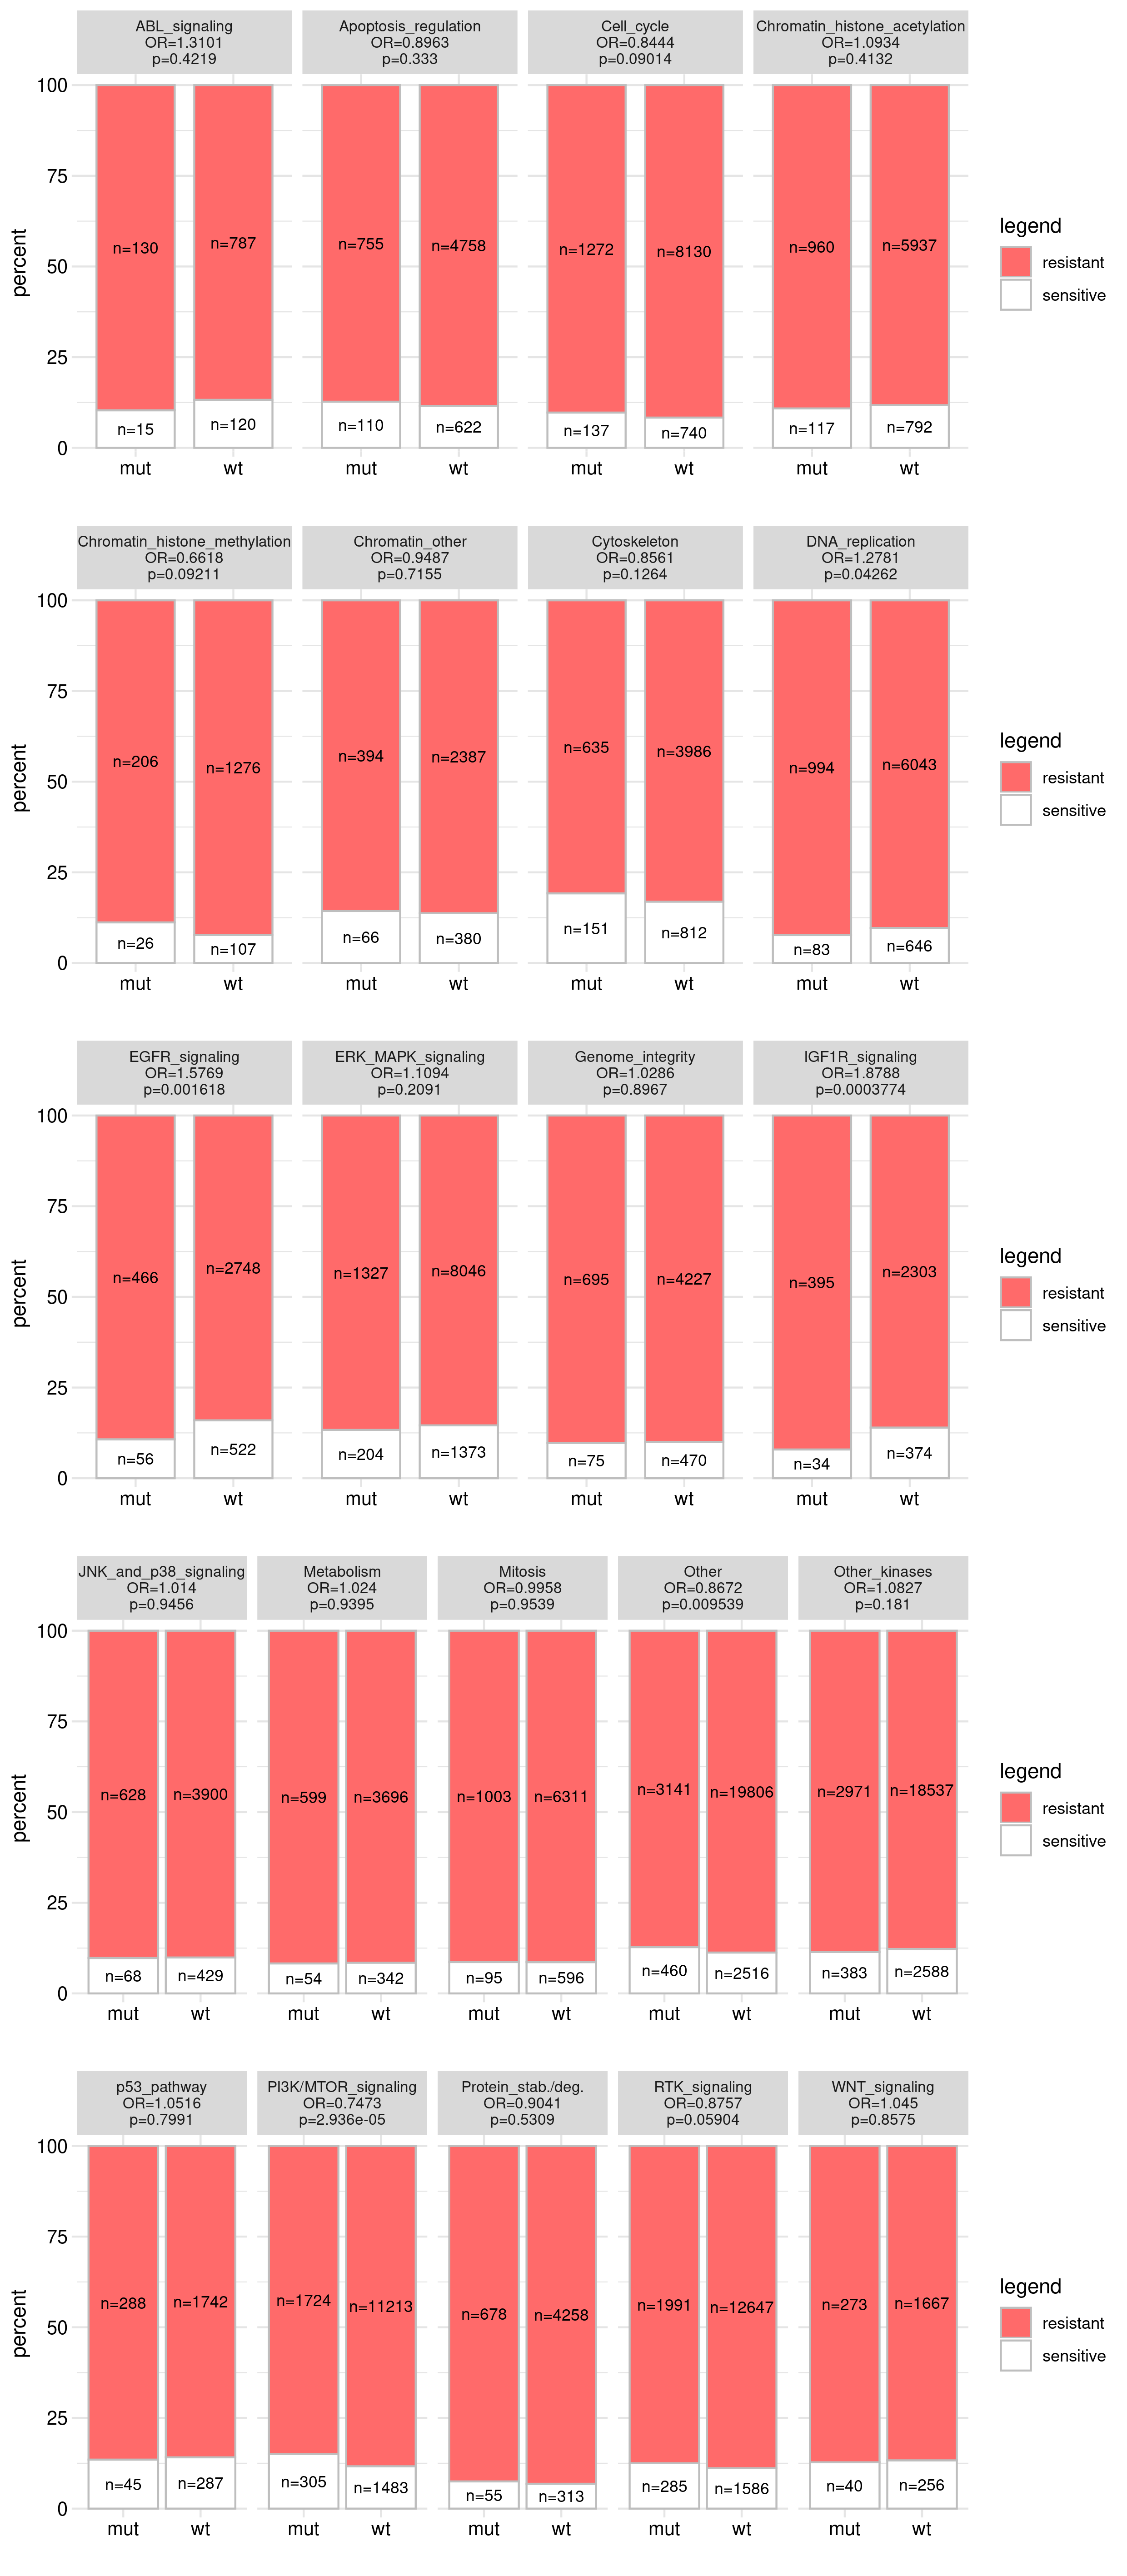 ABL_signaling
OR=1.3101
p=0.4219
Apoptosis_regulation
OR=0.8963
p=0.333
Cell_cycle
OR=0.8444
p=0.09014
Chromatin_histone_acetylation
OR=1.0934
p=0.4132
percent
100
75
50
25
0
n=130
n=787
n=755
n=4758
n=1272
n=8130
n=960
n=5937
n=15
n=120
n=110
n=622
n=137
n=740
n=117
n=792
mut
wt
mut
wt
mut
wt
mut
wt
legend
resistant
sensitive
Chromatin_histone_methylation
OR=0.6618
p=0.09211
Chromatin_other
OR=0.9487
p=0.7155
Cytoskeleton
OR=0.8561
p=0.1264
DNA_replication
OR=1.2781
p=0.04262
percent
100
75
50
25
0
n=206
n=1276
n=394
n=2387
n=635
n=3986
n=994
n=6043
n=26
n=107
n=66
n=380
n=151
n=812
n=83
n=646
mut
wt
mut
wt
mut
wt
mut
wt
legend
resistant
sensitive
EGFR_signaling
OR=1.5769
p=0.001618
ERK_MAPK_signaling
OR=1.1094
p=0.2091
Genome_integrity
OR=1.0286
p=0.8967
IGF1R_signaling
OR=1.8788
p=0.0003774
percent
100
75
50
25
0
n=466
n=2748
n=1327
n=8046
n=695
n=4227
n=395
n=2303
n=56
n=522
n=204
n=1373
n=75
n=470
n=34
n=374
mut
wt
mut
wt
mut
wt
mut
wt
legend
resistant
sensitive
JNK_and_p38_signaling
OR=1.014
p=0.9456
Metabolism
OR=1.024
p=0.9395
Mitosis
OR=0.9958
p=0.9539
Other
OR=0.8672
p=0.009539
Other_kinases
OR=1.0827
p=0.181
percent
100
75
50
25
0
n=628
n=3900
n=599
n=3696
n=1003
n=6311
n=3141
n=19806
n=2971
n=18537
n=68
n=429
n=54
n=342
n=95
n=596
n=460
n=2516
n=383
n=2588
mut
wt
mut
wt
mut
wt
mut
wt
mut
wt
legend
resistant
sensitive
p53_pathway
OR=1.0516
p=0.7991
PI3K/MTOR_signaling
OR=0.7473
p=2.936e-05
Protein_stab./deg.
OR=0.9041
p=0.5309
RTK_signaling
OR=0.8757
p=0.05904
WNT_signaling
OR=1.045
p=0.8575
percent
100
75
50
25
0
n=288
n=1742
n=1724
n=11213
n=678
n=4258
n=1991
n=12647
n=273
n=1667
n=45
n=287
n=305
n=1483
n=55
n=313
n=285
n=1586
n=40
n=256
mut
wt
mut
wt
mut
wt
mut
wt
mut
wt
legend
resistant
sensitive